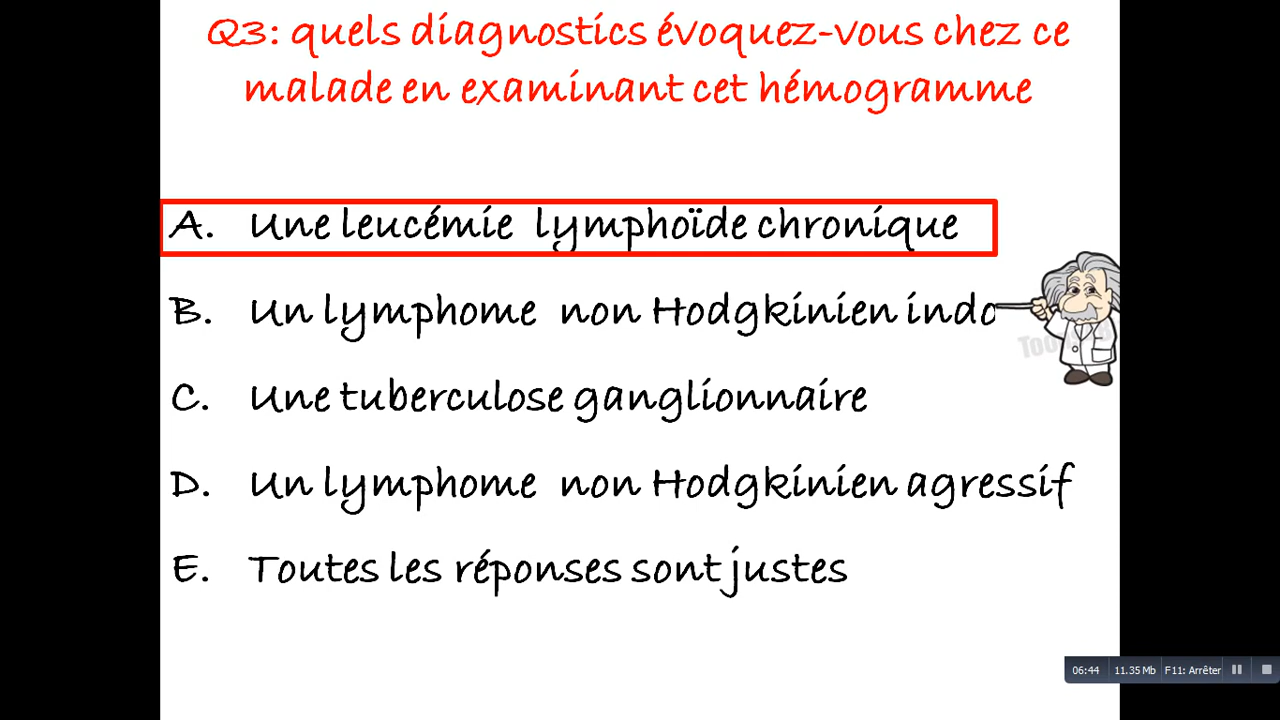 Q3: quels diagnostics évoquez-vous chez ce
malade en examinant cet hémogramme
A. Une leucémie lymphoïde chronique
B. Un lymphome non Hodgkinien
C. Une tuberculose ganglionnaire
D. Un lymphome non Hodgkinien agressif
E. Toutes les réponses sont justes
06:44 11.35 Mb F11: Arrêter